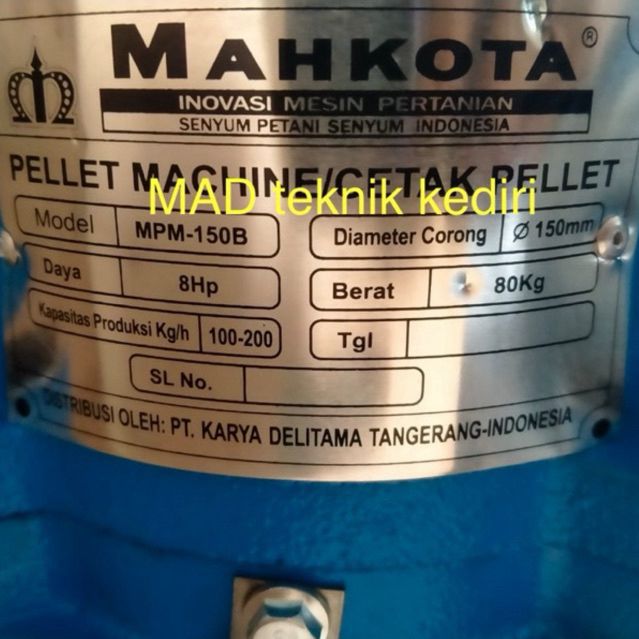 MAHKOTA®
INOVASI MESIN PERTANIAN
SENYUM PETANI SENYUM INDONESIA
PELLET MACHINE/CETAK PELLET
MAD teknik kediri
Model MPM-150B
Diameter Corong Ø 150mm
Daya 8Hp
Berat 80Kg
Kapasitas Produksi Kg/h 100-200
Tgl
SL No.
DISTRIBUSI OLEH: PT. KARYA DELITAMA TANGERANG-INDONESIA